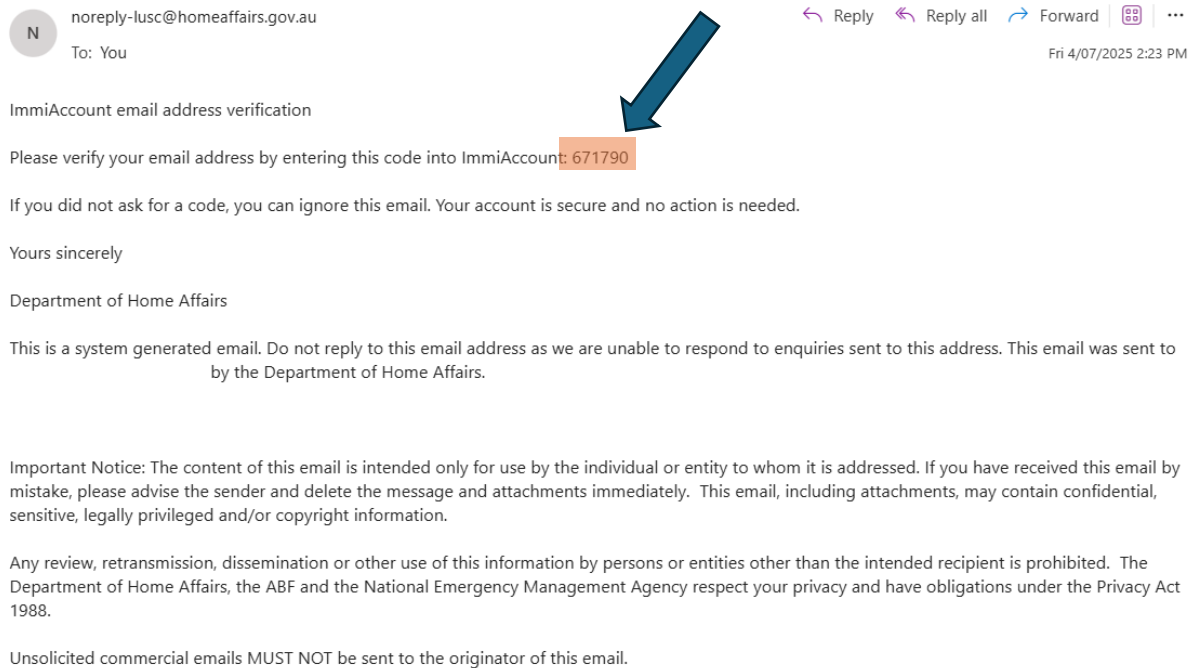 noreply-lusc@homeaffairs.gov.au
Reply
Reply all
Forward
N
To: You
Fri 4/07/2025 2:23 PM
ImmiAccount email address verification
Please verify your email address by entering this code into ImmiAccount: 671790
If you did not ask for a code, you can ignore this email. Your account is secure and no action is needed.
Yours sincerely
Department of Home Affairs
This is a system generated email. Do not reply to this email address as we are unable to respond to enquiries sent to this address. This email was sent to
by the Department of Home Affairs.
Important Notice: The content of this email is intended only for use by the individual or entity to whom it is addressed. If you have received this email by
mistake, please advise the sender and delete the message and attachments immediately.  This email, including attachments, may contain confidential,
sensitive, legally privileged and/or copyright information.
Any review, retransmission, dissemination or other use of this information by persons or entities other than the intended recipient is prohibited.  The
Department of Home Affairs, the ABF and the National Emergency Management Agency respect your privacy and have obligations under the Privacy Act
1988.
Unsolicited commercial emails MUST NOT be sent to the originator of this email.